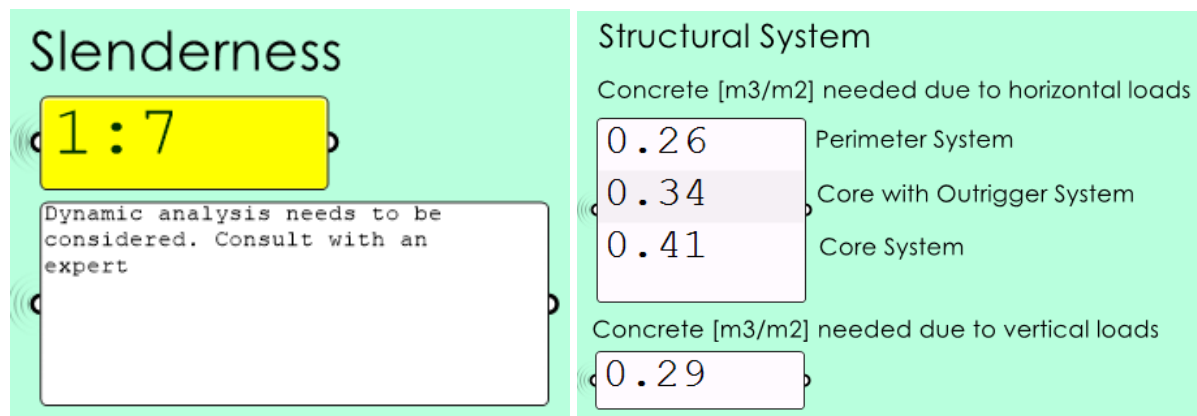 Slenderness
1:7
Dynamic analysis needs to be
considered. Consult with an
expert
Structural System
Concrete [m3/m2] needed due to horizontal loads
0.26 Perimeter System
0.34 Core with Outrigger System
0.41 Core System
Concrete [m3/m2] needed due to vertical loads
0.29